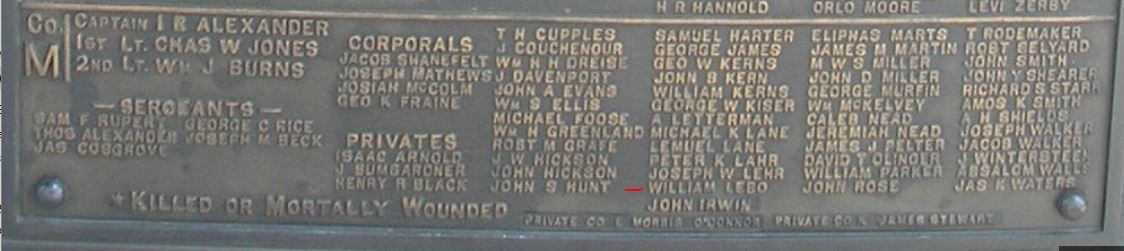 H R HANNOLD
ORLO MOORE
LEVI ZERBY
Co. M
CAPTAIN I R ALEXANDER
1ST LT. CHAS W JONES
2ND LT. WM J BURNS
— SERGEANTS —
SAM F RUPERT GEORGE C RICE
THOS ALEXANDER JOSEPH M BECK
JAS COSGROVE
CORPORALS
JACOB SWANEFELT
JOSEPH MATHEWS
JOSIAH MCCOLM
GEO K FRAINE
PRIVATES
ISAAC ARNOLD
J BUMGARDNER
HENRY R BLACK
T H CUPPLES
J COUCHENOUR
WM H H DREISE
J DAVENPORT
JOHN A EVANS
WM S ELLIS
MICHAEL FOOSE
WM H GREENLAND
ROBT M GRAFE
J W HICKSON
JOHN HICKSON
JOHN S HUNT
SAMUEL HARTER
GEORGE JAMES
GEO W KERNS
JOHN B KERN
WILLIAM KERNS
GEORGE W KISER
A LETTERMAN
MICHAEL K LANE
LEMUEL LANE
PETER K LAHR
JOSEPH W LEHR
WILLIAM LEBO
JOHN IRWIN
ELIPHAS MARTS
JAMES M MARTIN
M W S MILLER
JOHN D MILLER
GEORGE MURFIN
WM MCKELVEY
CALEB NEAD
JEREMIAH NEAD
JAMES J PELTER
DAVID T OLINGER
WILLIAM PARKER
JOHN ROSE
T RODEMAKER
ROBT SELYARD
JOHN SMITH
JOHN Y SHEARER
RICHARD S STARR
AMOS K SMITH
A H SHIELDS
JOSEPH WALKER
JACOB WALKER
J WINTERSTEEL
ABSALOM WALLS
JAS K WATERS
★ KILLED OR MORTALLY WOUNDED
PRIVATE CO E MORRIS O'CONNOR PRIVATE CO K JAMES STEWART